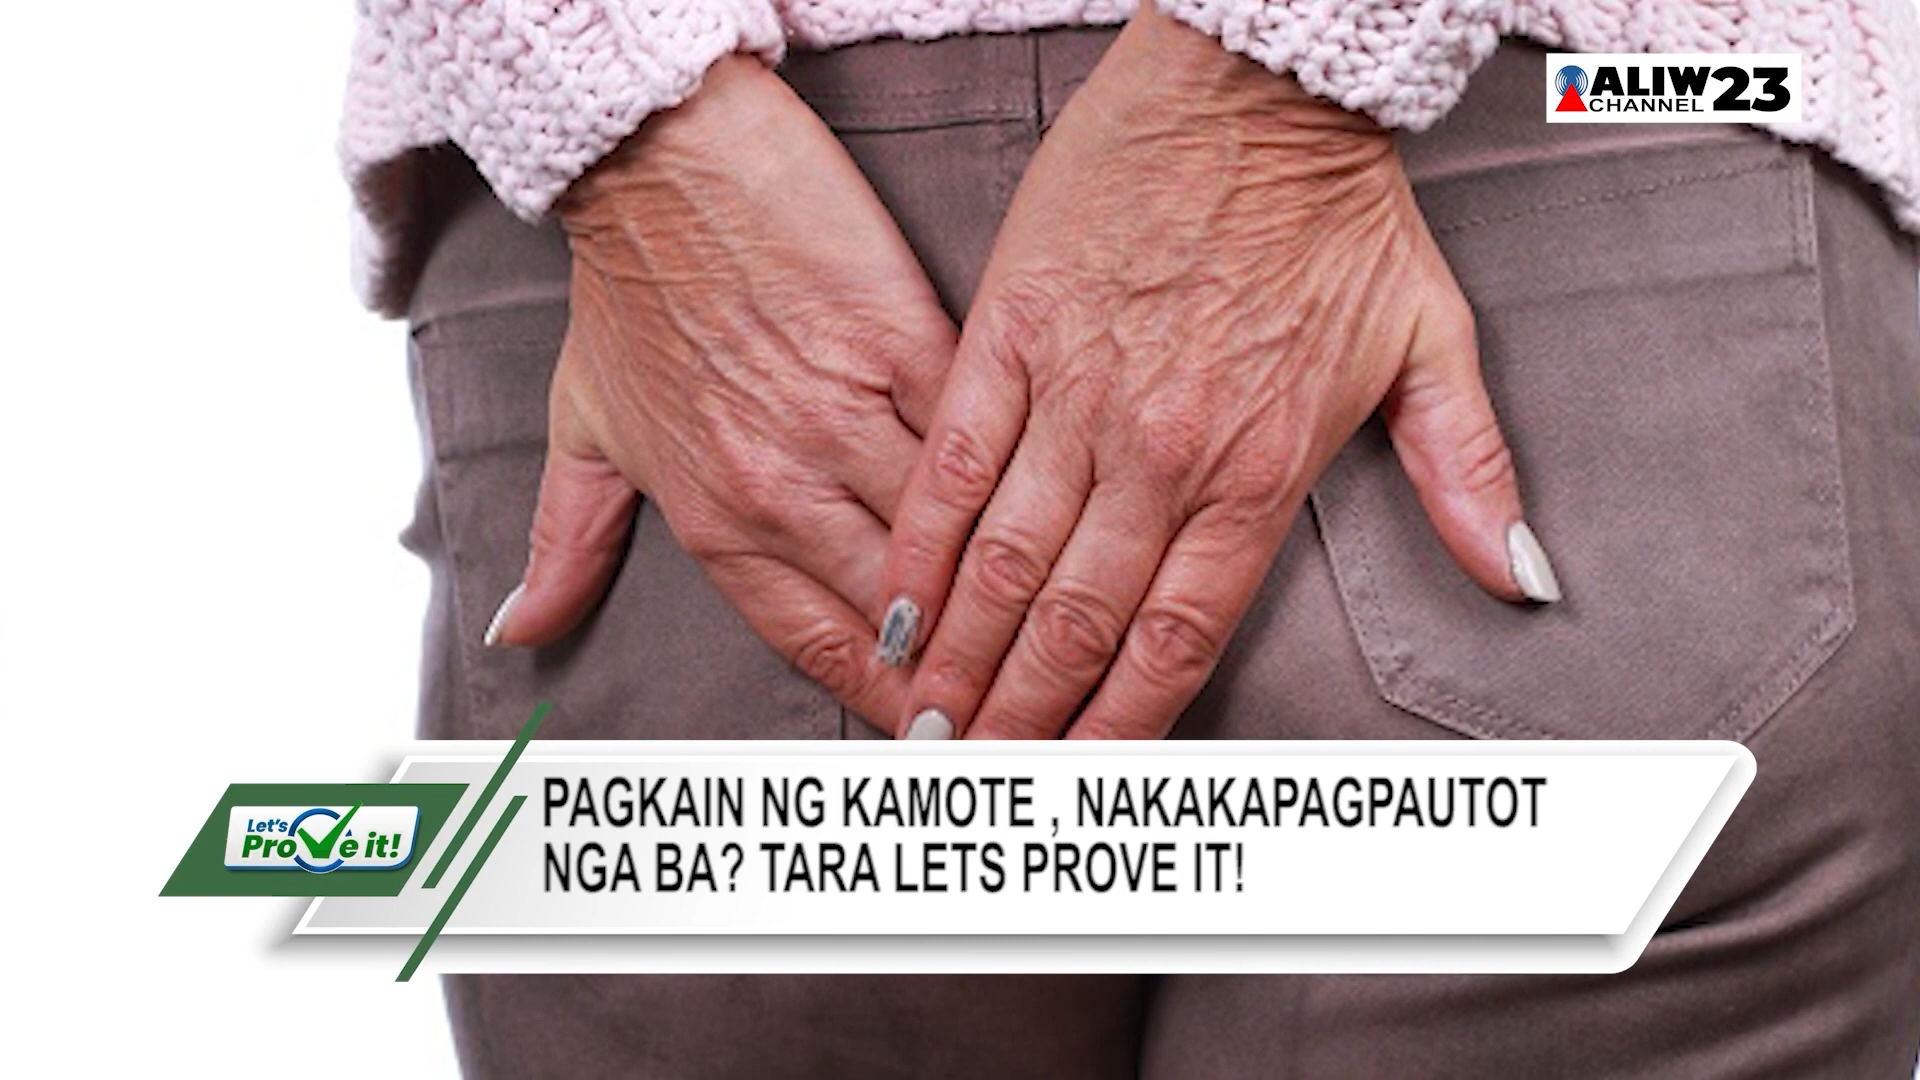 ALIW 23
CHANNEL
PAGKAIN NG KAMOTE , NAKAKAPAGPAUTOT
NGA BA? TARA LETS PROVE IT!
Let's
Prove it!